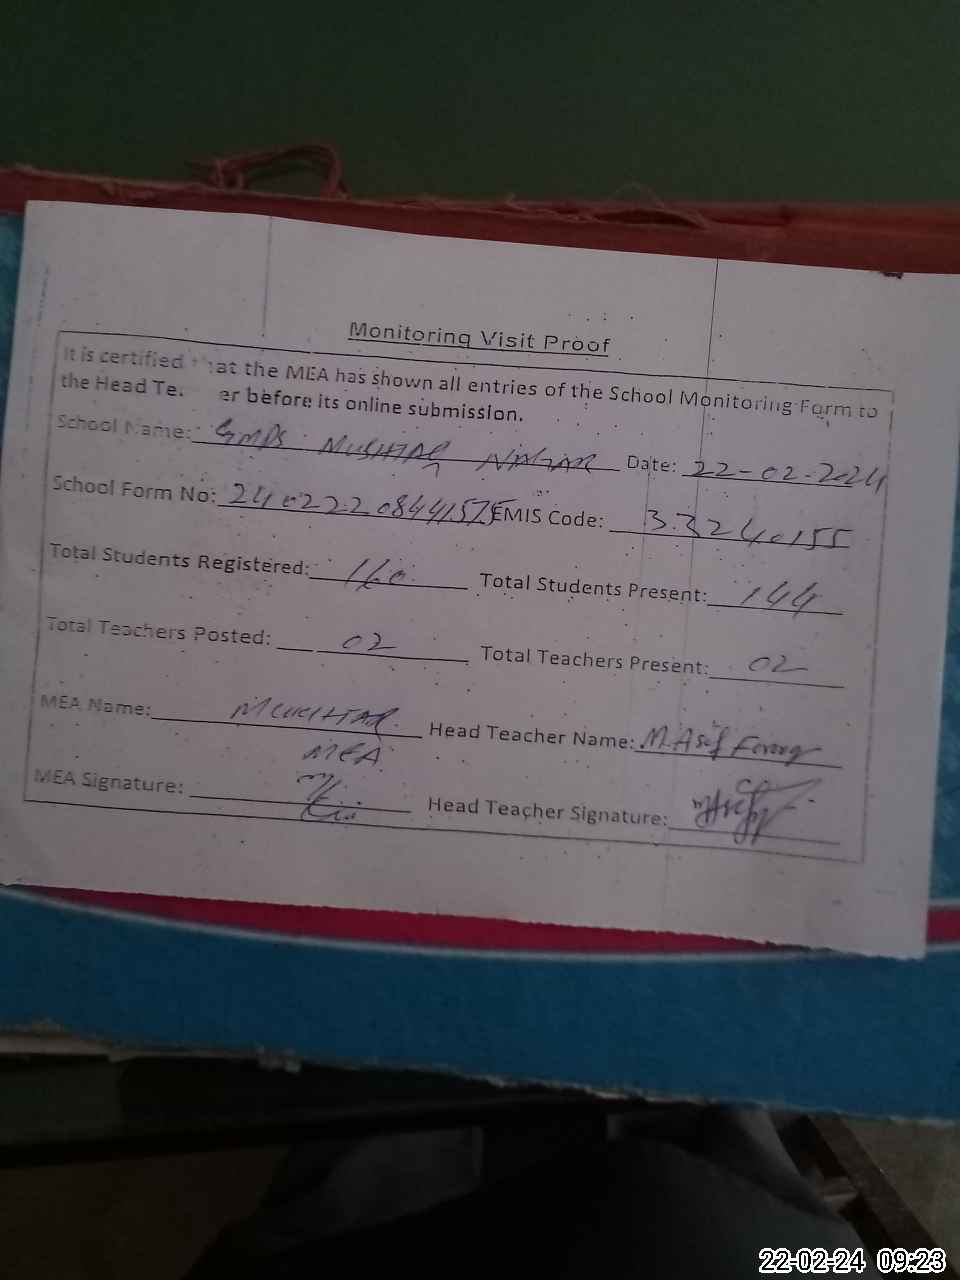 Monitoring Visit Proof
It is certified that the MEA has shown all entries of the School Monitoring Form to
the Head Te. er before its online submission.
School Name: GMPS MUSHTAQ NAGAR Date: 22-02-2024
School Form No: EMIS Code: 33240155
Total Students Registered: 160 Total Students Present: 144
Total Teachers Posted: 02 Total Teachers Present: 02
MEA Name: MUKHTAR Head Teacher Name: M. Asif
MEA
MEA Signature: Head Teacher Signature:
22-02-24 09:23